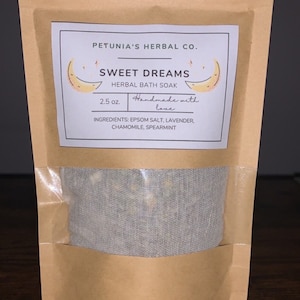 PETUNIA'S HERBAL CO.
SWEET DREAMS
HERBAL BATH SOAK
2.5 oz.
Handmade with
love
INGREDIENTS: EPSOM SALT, LAVENDER,
CHAMOMILE, SPEARMINT